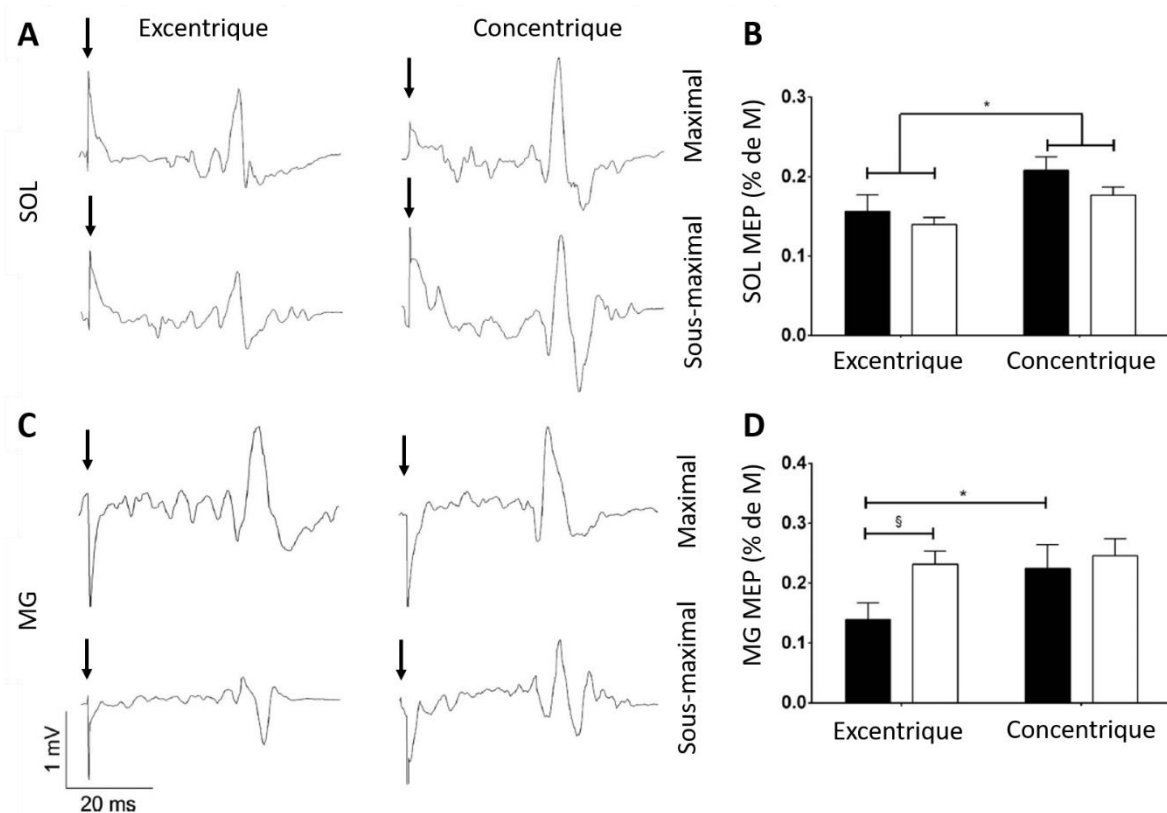 A
Excentrique
Concentrique
SOL
Maximal
Sous-maximal
B
SOL MEP (% de M)
0.3
0.2
0.1
0.0
*
Excentrique
Concentrique
C
MG
Maximal
Sous-maximal
1 mV
20 ms
D
MG MEP (% de M)
0.4
0.3
0.2
0.1
0.0
*
§
Excentrique
Concentrique